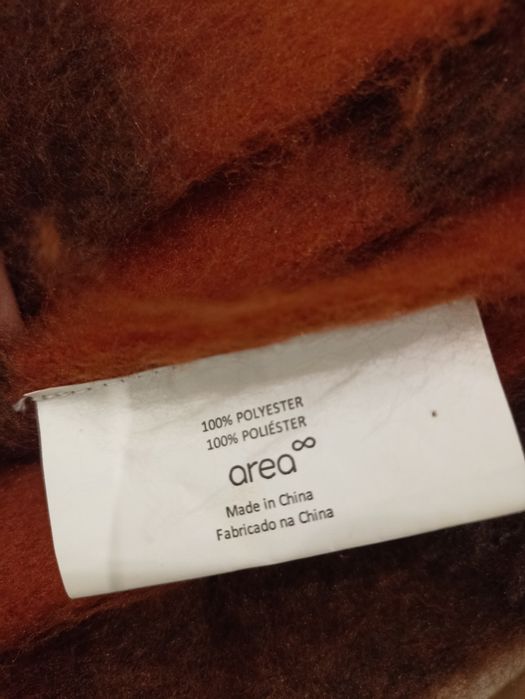 100% POLYESTER
100% POLIÉSTER
area∞
Made in China
Fabricado na China